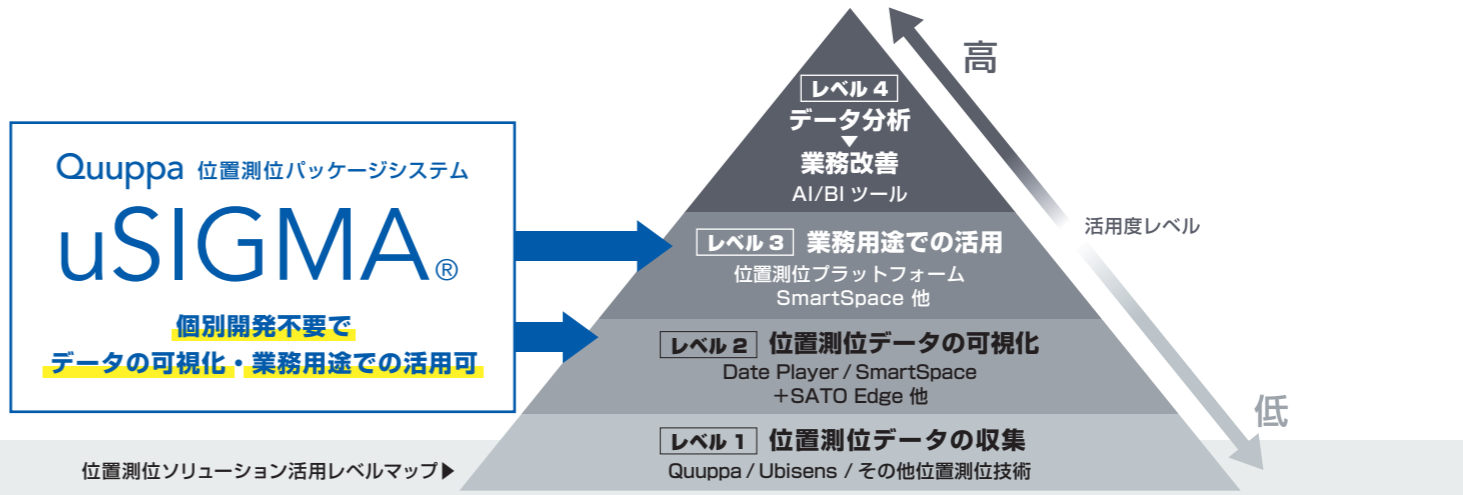 Quuppa 位置測位パッケージシステム
uSIGMA®
個別開発不要で
データの可視化・業務用途での活用可
高
レベル 4
データ分析
▼
業務改善
AI/BI ツール
活用度レベル
レベル 3 業務用途での活用
位置測位プラットフォーム
SmartSpace 他
レベル 2 位置測位データの可視化
Date Player / SmartSpace
+SATO Edge 他
低
レベル 1 位置測位データの収集
Quuppa / Ubisens / その他位置測位技術
位置測位ソリューション活用レベルマップ▶